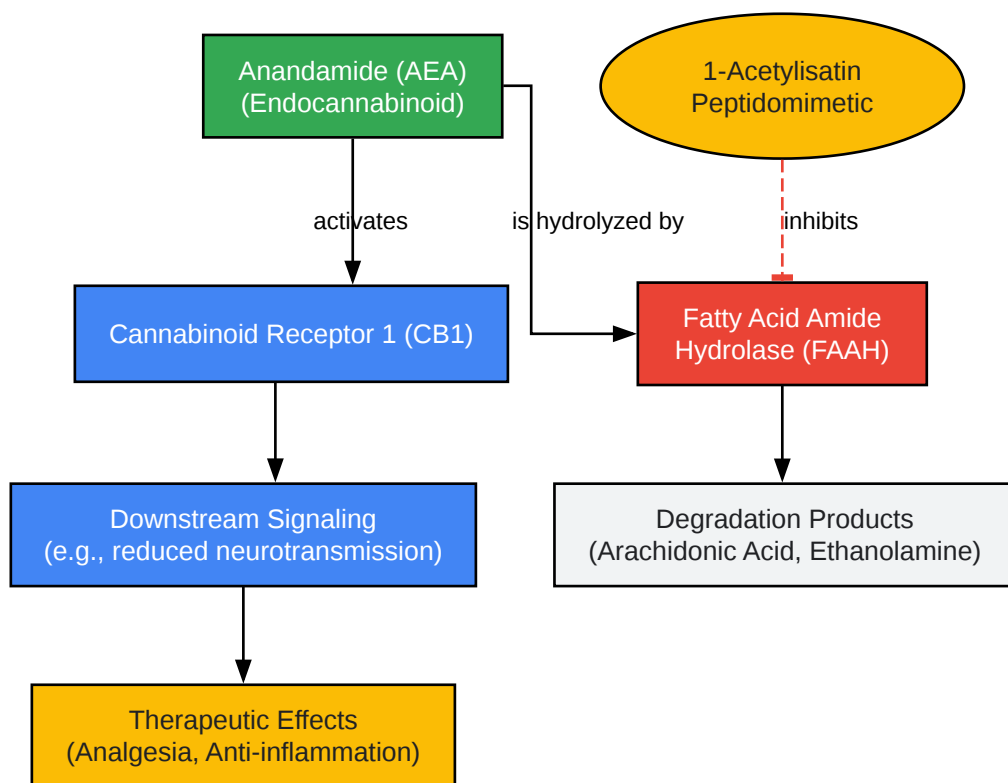 Anandamide (AEA)
(Endocannabinoid)
1-Acetylisatin
Peptidomimetic
activates
is hydrolyzed by
inhibits
Cannabinoid Receptor 1 (CB1)
Fatty Acid Amide
Hydrolase (FAAH)
Downstream Signaling
(e.g., reduced neurotransmission)
Degradation Products
(Arachidonic Acid, Ethanolamine)
Therapeutic Effects
(Analgesia, Anti-inflammation)